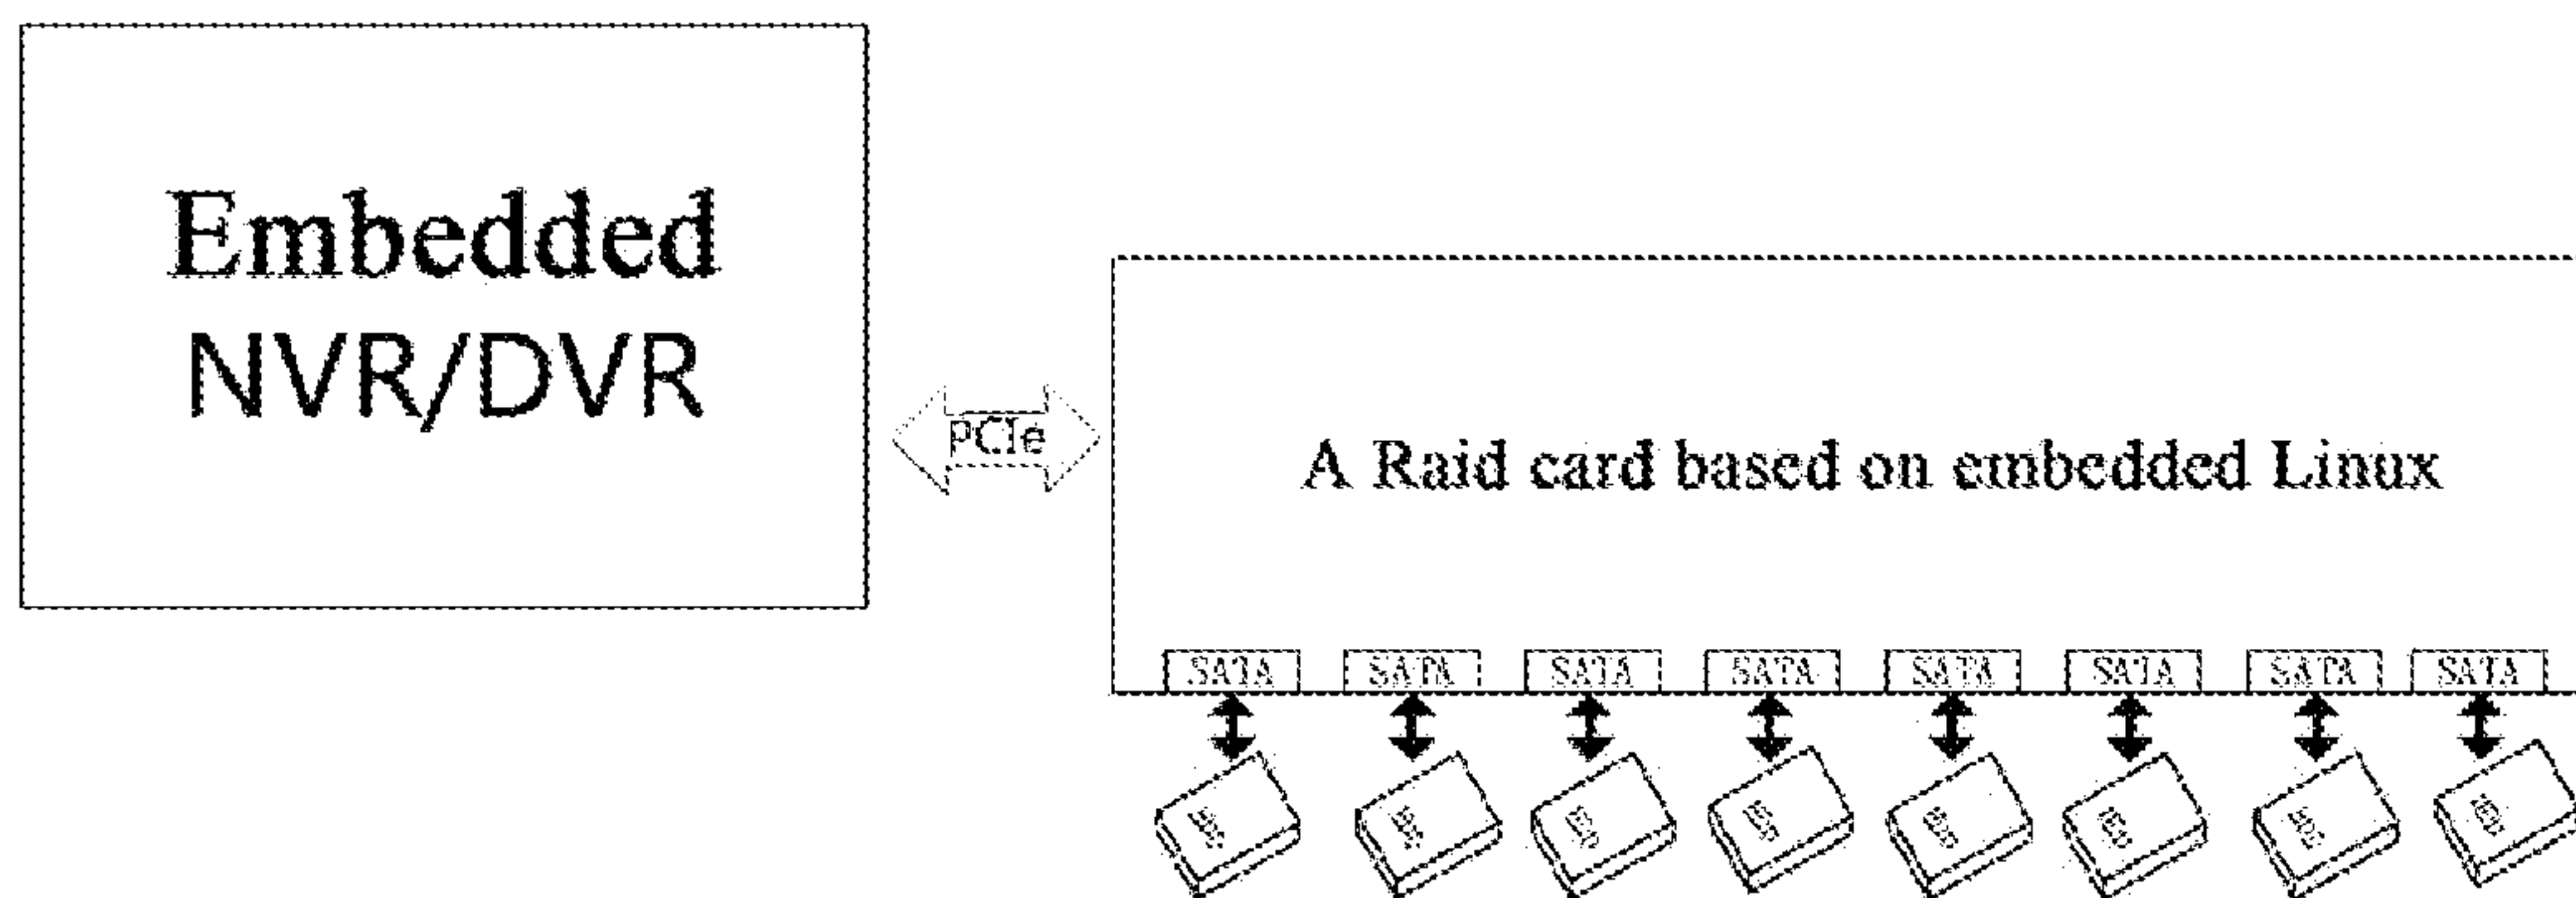 Embedded
NVR/DVR
PCIe
A Raid card based on embedded Linux
SATA SATA SATA SATA SATA SATA SATA SATA